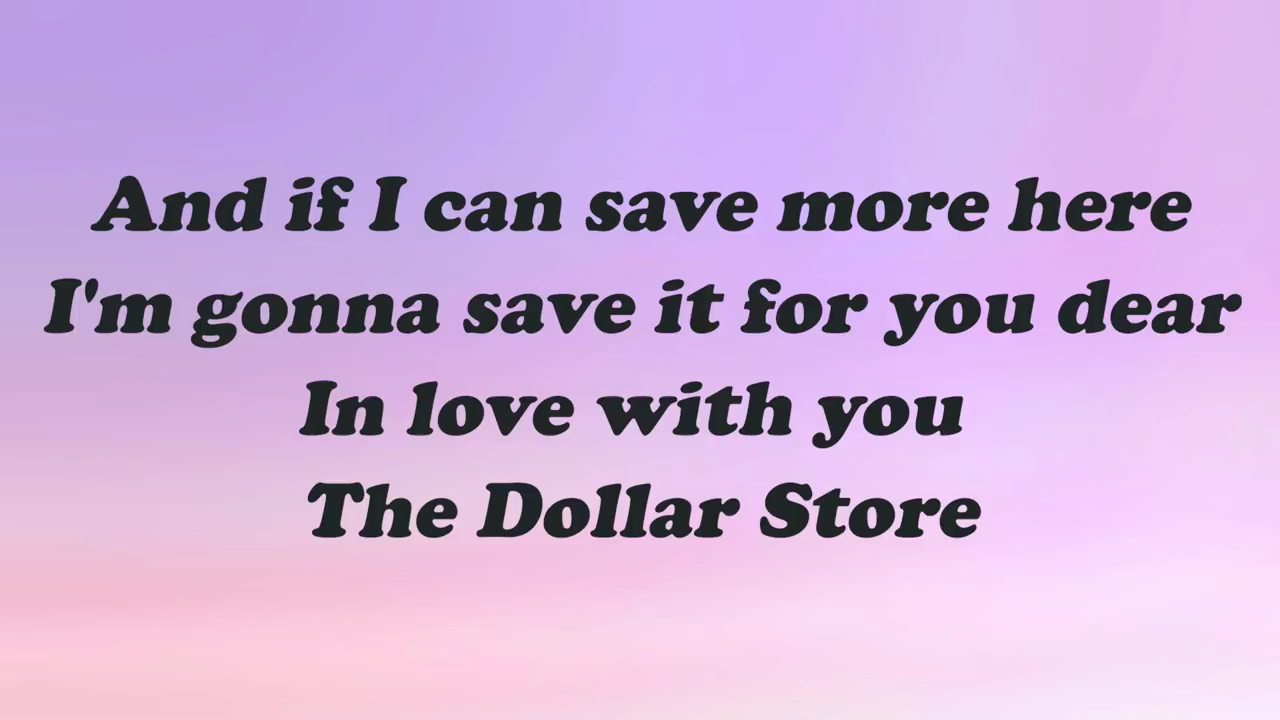 And if I can save more here
I'm gonna save it for you dear
In love with you
The Dollar Store